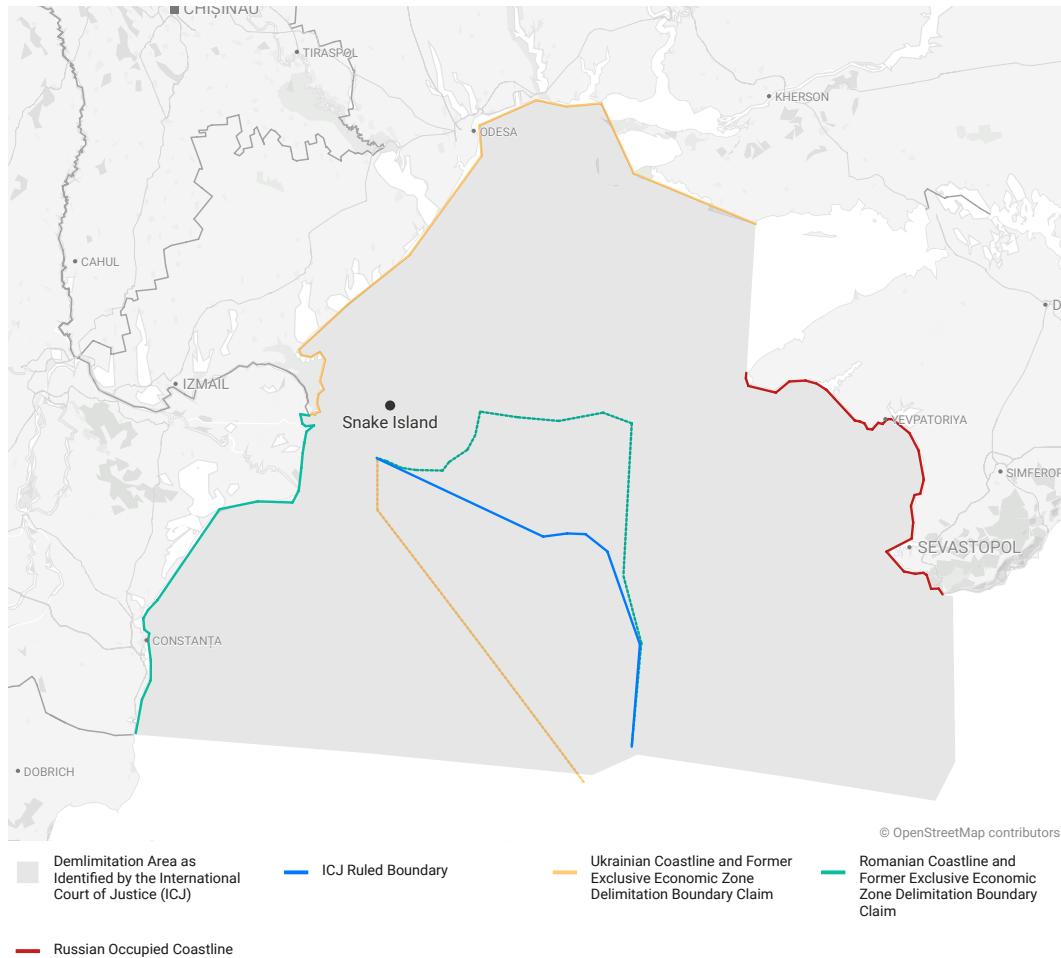 CHIȘINĂU
TIRASPOL
KHERSON
ODESA
CAHUL
D
IZMAIL
Snake Island
YEVPATORIYA
SIMFEROP
SEVASTOPOL
CONSTANȚA
DOBRICH
© OpenStreetMap contributors
Demlimitation Area as
Identified by the International
Court of Justice (ICJ)
ICJ Ruled Boundary
Ukrainian Coastline and Former
Exclusive Economic Zone
Delimitation Boundary Claim
Romanian Coastline and
Former Exclusive Economic
Zone Delimitation Boundary
Claim
Russian Occupied Coastline